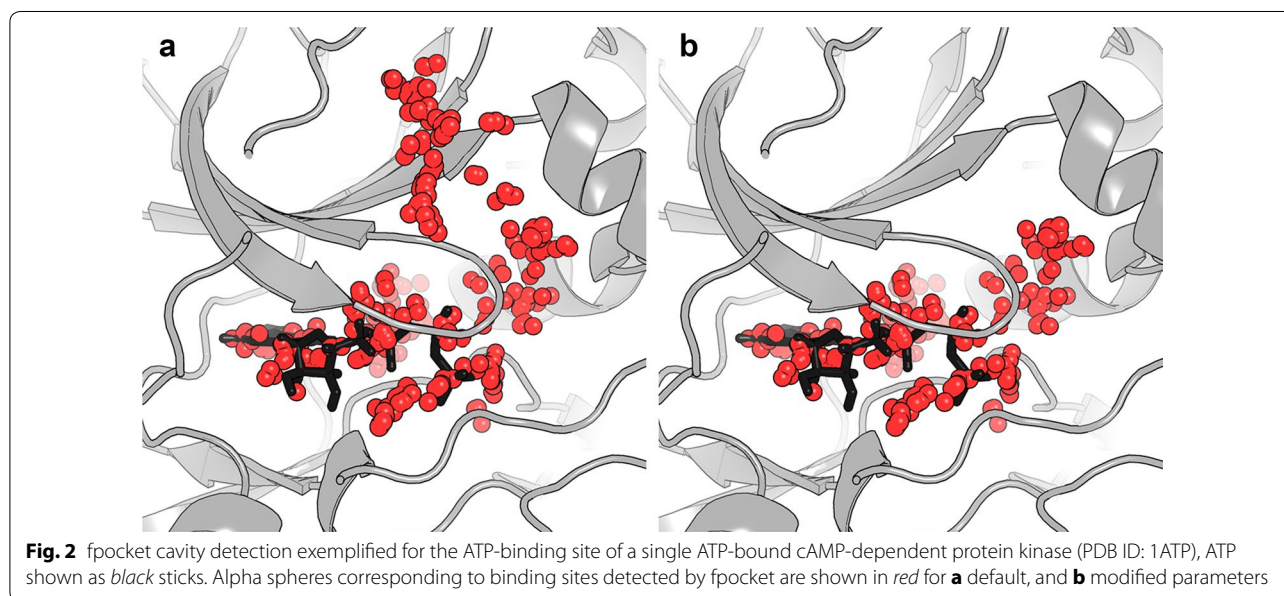 a
b
Fig. 2 fpocket cavity detection exemplified for the ATP-binding site of a single ATP-bound cAMP-dependent protein kinase (PDB ID: 1ATP), ATP
shown as black sticks. Alpha spheres corresponding to binding sites detected by fpocket are shown in red for a default, and b modified parameters